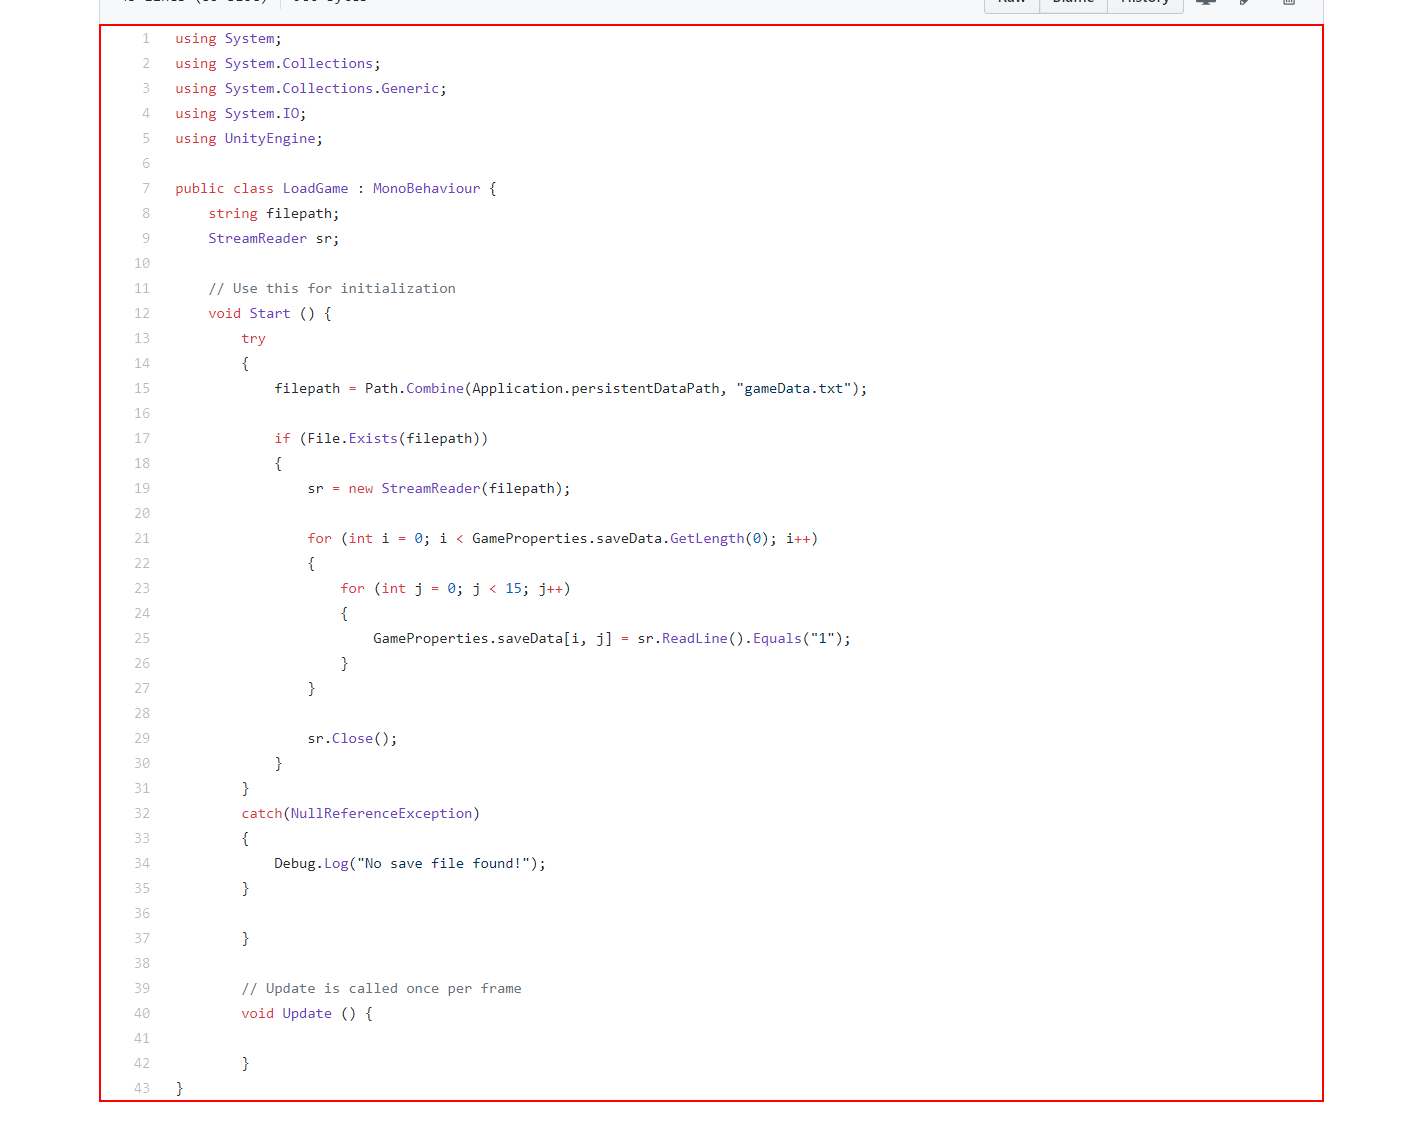 1 using System;
2 using System.Collections;
3 using System.Collections.Generic;
4 using System.IO;
5 using UnityEngine;
6
7 public class LoadGame : MonoBehaviour {
8     string filepath;
9     StreamReader sr;
10
11     // Use this for initialization
12     void Start () {
13         try
14         {
15             filepath = Path.Combine(Application.persistentDataPath, "gameData.txt");
16
17             if (File.Exists(filepath))
18             {
19                 sr = new StreamReader(filepath);
20
21                 for (int i = 0; i < GameProperties.saveData.GetLength(0); i++)
22                 {
23                     for (int j = 0; j < 15; j++)
24                     {
25                         GameProperties.saveData[i, j] = sr.ReadLine().Equals("1");
26                     }
27                 }
28
29                 sr.Close();
30             }
31         }
32         catch(NullReferenceException)
33         {
34             Debug.Log("No save file found!");
35         }
36
37         }
38
39         // Update is called once per frame
40         void Update () {
41
42         }
43 }